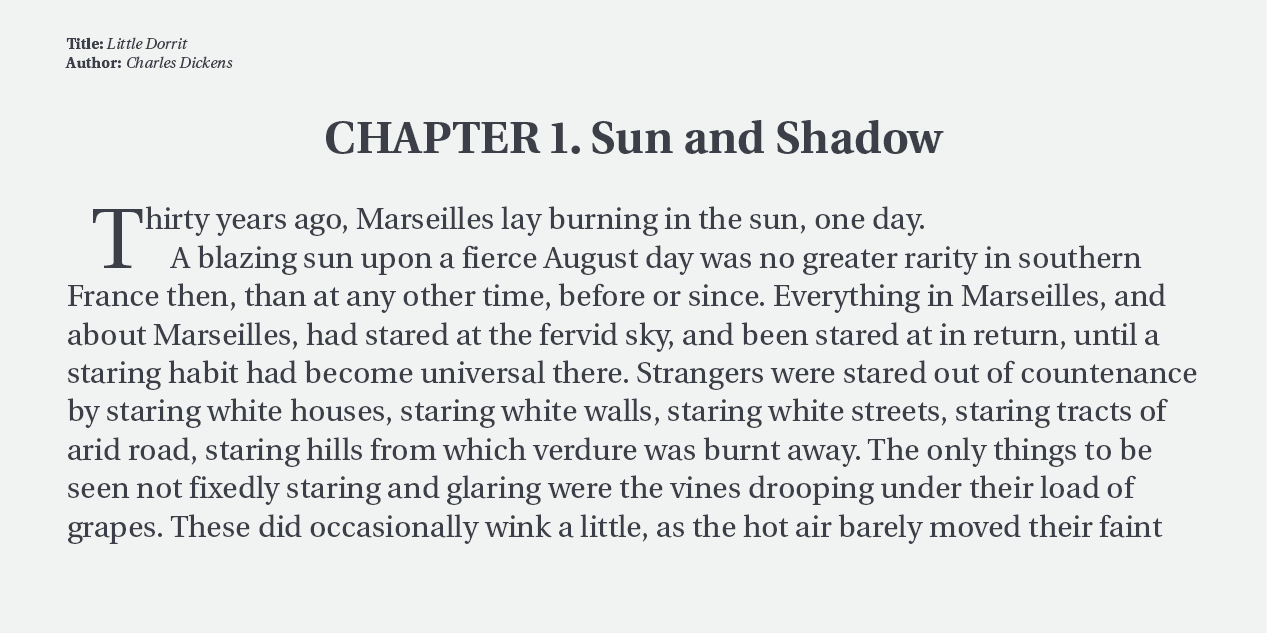 Title: Little Dorrit
Author: Charles Dickens
CHAPTER 1. Sun and Shadow
Thirty years ago, Marseilles lay burning in the sun, one day.
A blazing sun upon a fierce August day was no greater rarity in southern
France then, than at any other time, before or since. Everything in Marseilles, and
about Marseilles, had stared at the fervid sky, and been stared at in return, until a
staring habit had become universal there. Strangers were stared out of countenance
by staring white houses, staring white walls, staring white streets, staring tracts of
arid road, staring hills from which verdure was burnt away. The only things to be
seen not fixedly staring and glaring were the vines drooping under their load of
grapes. These did occasionally wink a little, as the hot air barely moved their faint